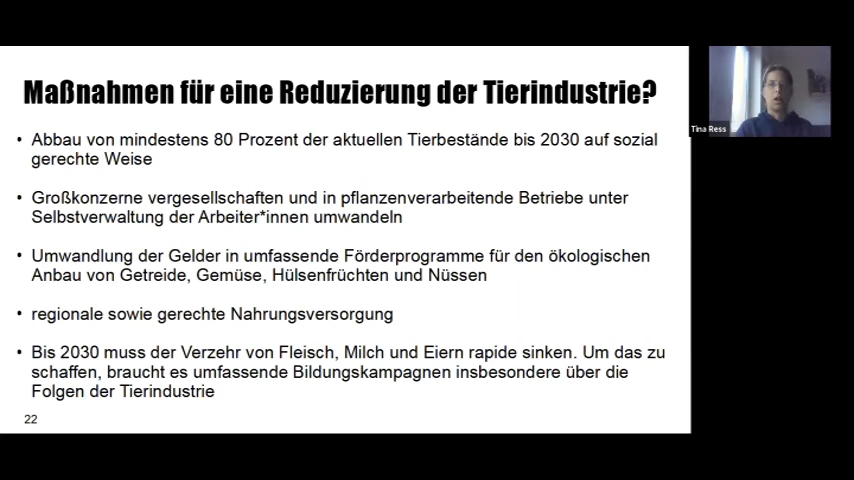 Maßnahmen für eine Reduzierung der Tierindustrie?
• Abbau von mindestens 80 Prozent der aktuellen Tierbestände bis 2030 auf sozial
gerechte Weise
• Großkonzerne vergesellschaften und in pflanzenverarbeitende Betriebe unter
Selbstverwaltung der Arbeiter*innen umwandeln
• Umwandlung der Gelder in umfassende Förderprogramme für den ökologischen
Anbau von Getreide, Gemüse, Hülsenfrüchten und Nüssen
• regionale sowie gerechte Nahrungsversorgung
• Bis 2030 muss der Verzehr von Fleisch, Milch und Eiern rapide sinken. Um das zu
schaffen, braucht es umfassende Bildungskampagnen insbesondere über die
Folgen der Tierindustrie
22
Tina Ress